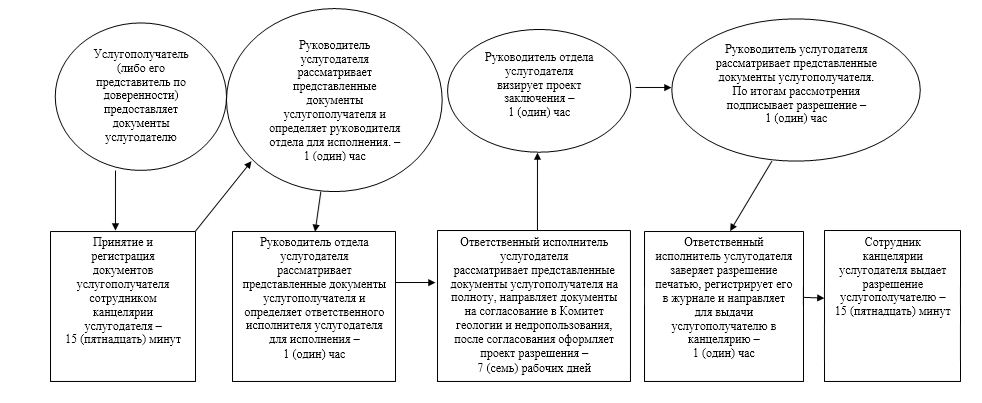 Услугополучатель
(либо его
представитель по
доверенности)
предоставляет
документы
услугодателю
Принятие и
регистрация
документов
услугополучателя
сотрудником
канцелярии
услугодателя –
15 (пятнадцать) минут
Руководитель
услугодателя
рассматривает
представленные
документы
услугополучателя и
определяет руководителя
отдела для исполнения. –
1 (один) час
Руководитель отдела
услугодателя
рассматривает
представленные документы
услугополучателя и
определяет ответственного
исполнителя услугодателя
для исполнения –
1 (один) час
Ответственный исполнитель
услугодателя
рассматривает представленные
документы услугополучателя на
полноту, направляет документы
на согласование в Комитет
геологии и недропользования,
после согласования оформляет
проект разрешения –
7 (семь) рабочих дней
Руководитель отдела
услугодателя
визирует проект
заключения –
1 (один) час
Руководитель услугодателя
рассматривает представленные
документы услугополучателя.
По итогам рассмотрения
подписывает разрешение –
1 (один) час
Ответственный
исполнитель услугодателя
заверяет разрешение
печатью, регистрирует его
в журнале и направляет
для выдачи
услугополучателю в
канцелярию –
1 (один) час
Сотрудник
канцелярии
услугодателя выдает
разрешение
услугополучателю –
15 (пятнадцать) минут